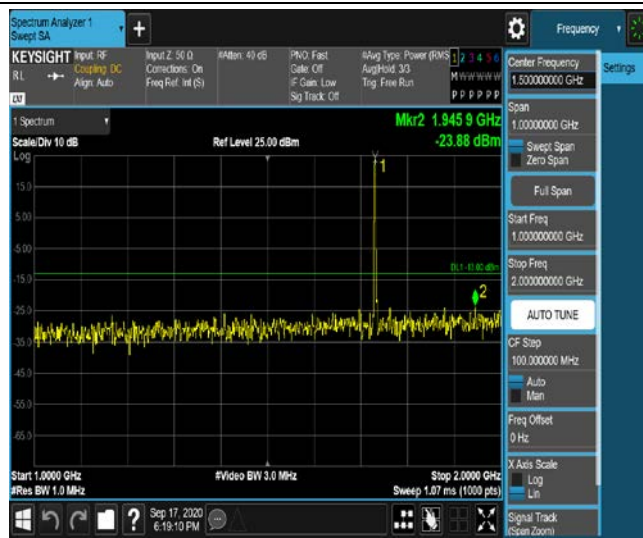 Spectrum Analyzer 1
Swept SA
+
Frequency
KEYSIGHT
RL
Input: RF
Coupling: DC
Align: Auto
Input Z: 50 Ω
Corrections: On
Freq Ref: Int (S)
#Atten: 40 dB
PNO: Fast
Gate: Off
IF Gain: Low
Sig Track: Off
#Avg Type: Power (RMS
Avg|Hold: 3/3
Trig: Free Run
1 2 3 4 5 6
M W W W W W
P P P P P P
1 Spectrum
Scale/Div 10 dB
Log
Ref Level 25.00 dBm
Mkr2 1.945 9 GHz
-23.88 dBm
15.0
5.00
-5.00
-15.0
-25.0
-35.0
-45.0
-55.0
-65.0
1
DL1 -13.00 dBm
2
Start 1.0000 GHz
#Res BW 1.0 MHz
#Video BW 3.0 MHz
Stop 2.0000 GHz
Sweep 1.07 ms (1000 pts)
Center Frequency
1.500000000 GHz
Settings
Span
1.00000000 GHz
Swept Span
Zero Span
Full Span
Start Freq
1.000000000 GHz
Stop Freq
2.000000000 GHz
AUTO TUNE
CF Step
100.000000 MHz
Auto
Man
Freq Offset
0 Hz
X Axis Scale
Log
Lin
Signal Track
(Span Zoom)
?
Sep 17, 2020
6:19:10 PM